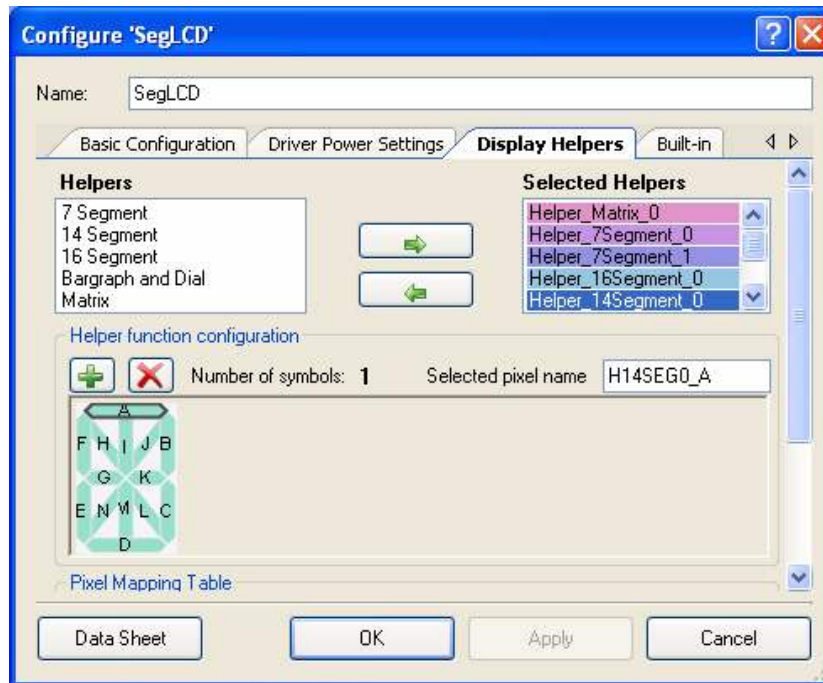 Configure 'SegLCD'
Name: SegLCD
Basic Configuration Driver Power Settings Display Helpers Built-in
Helpers Selected Helpers
7 Segment
14 Segment
16 Segment
Bargraph and Dial
Matrix
Helper_Matrix_0
Helper_7Segment_0
Helper_7Segment_1
Helper_16Segment_0
Helper_14Segment_0
Helper function configuration
Number of symbols: 1 Selected pixel name H14SEG0_A
A
F H I J B
G K
E N M L C
D
Pixel Mapping Table
Data Sheet OK Apply Cancel